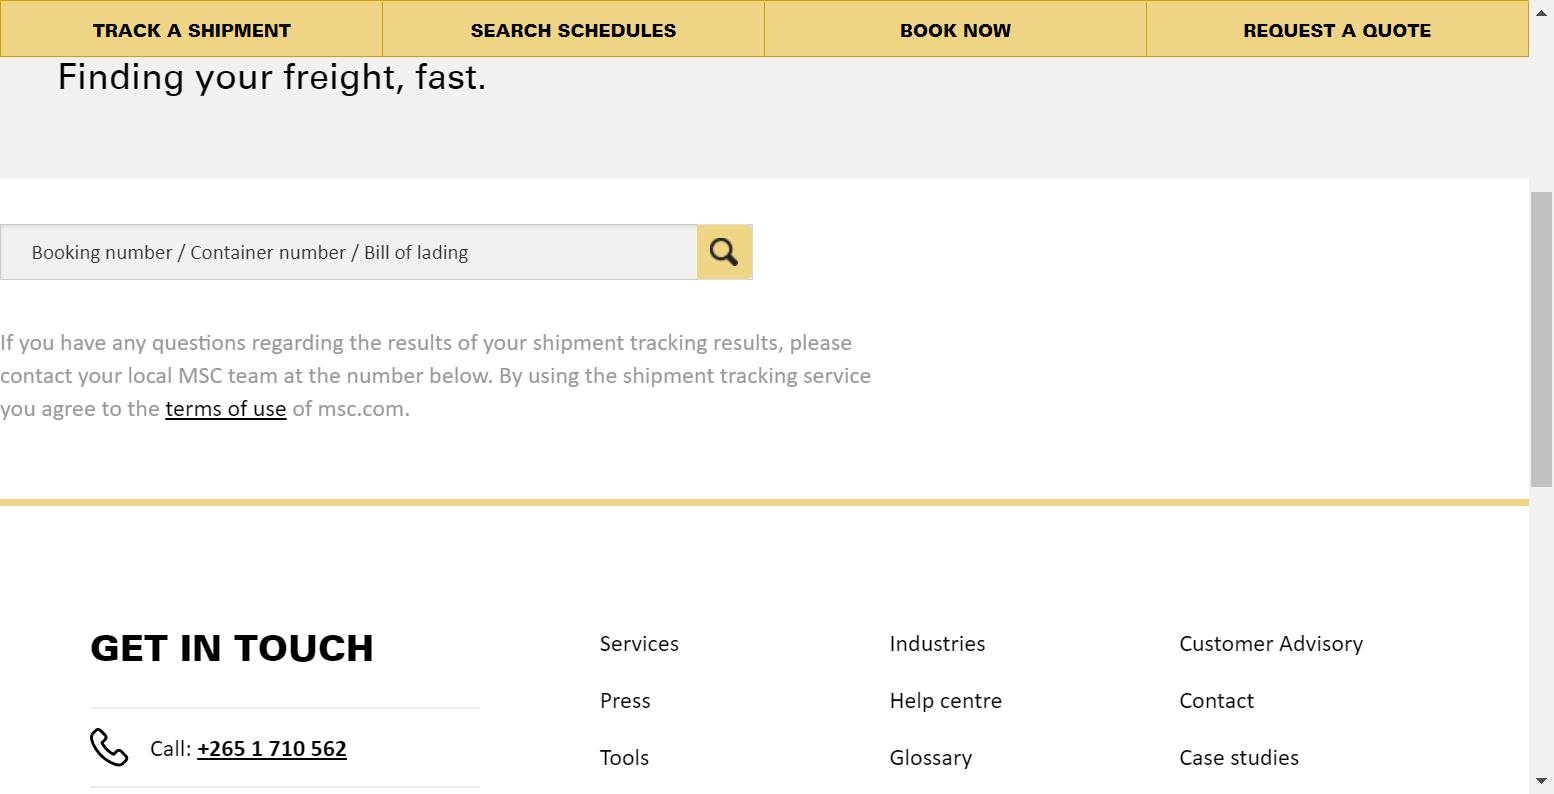 TRACK A SHIPMENT
SEARCH SCHEDULES
BOOK NOW
REQUEST A QUOTE
Finding your freight, fast.
Booking number / Container number / Bill of lading
If you have any questions regarding the results of your shipment tracking results, please
contact your local MSC team at the number below. By using the shipment tracking service
you agree to the terms of use of msc.com.
GET IN TOUCH
Call: +265 1 710 562
Services
Press
Tools
Industries
Help centre
Glossary
Customer Advisory
Contact
Case studies